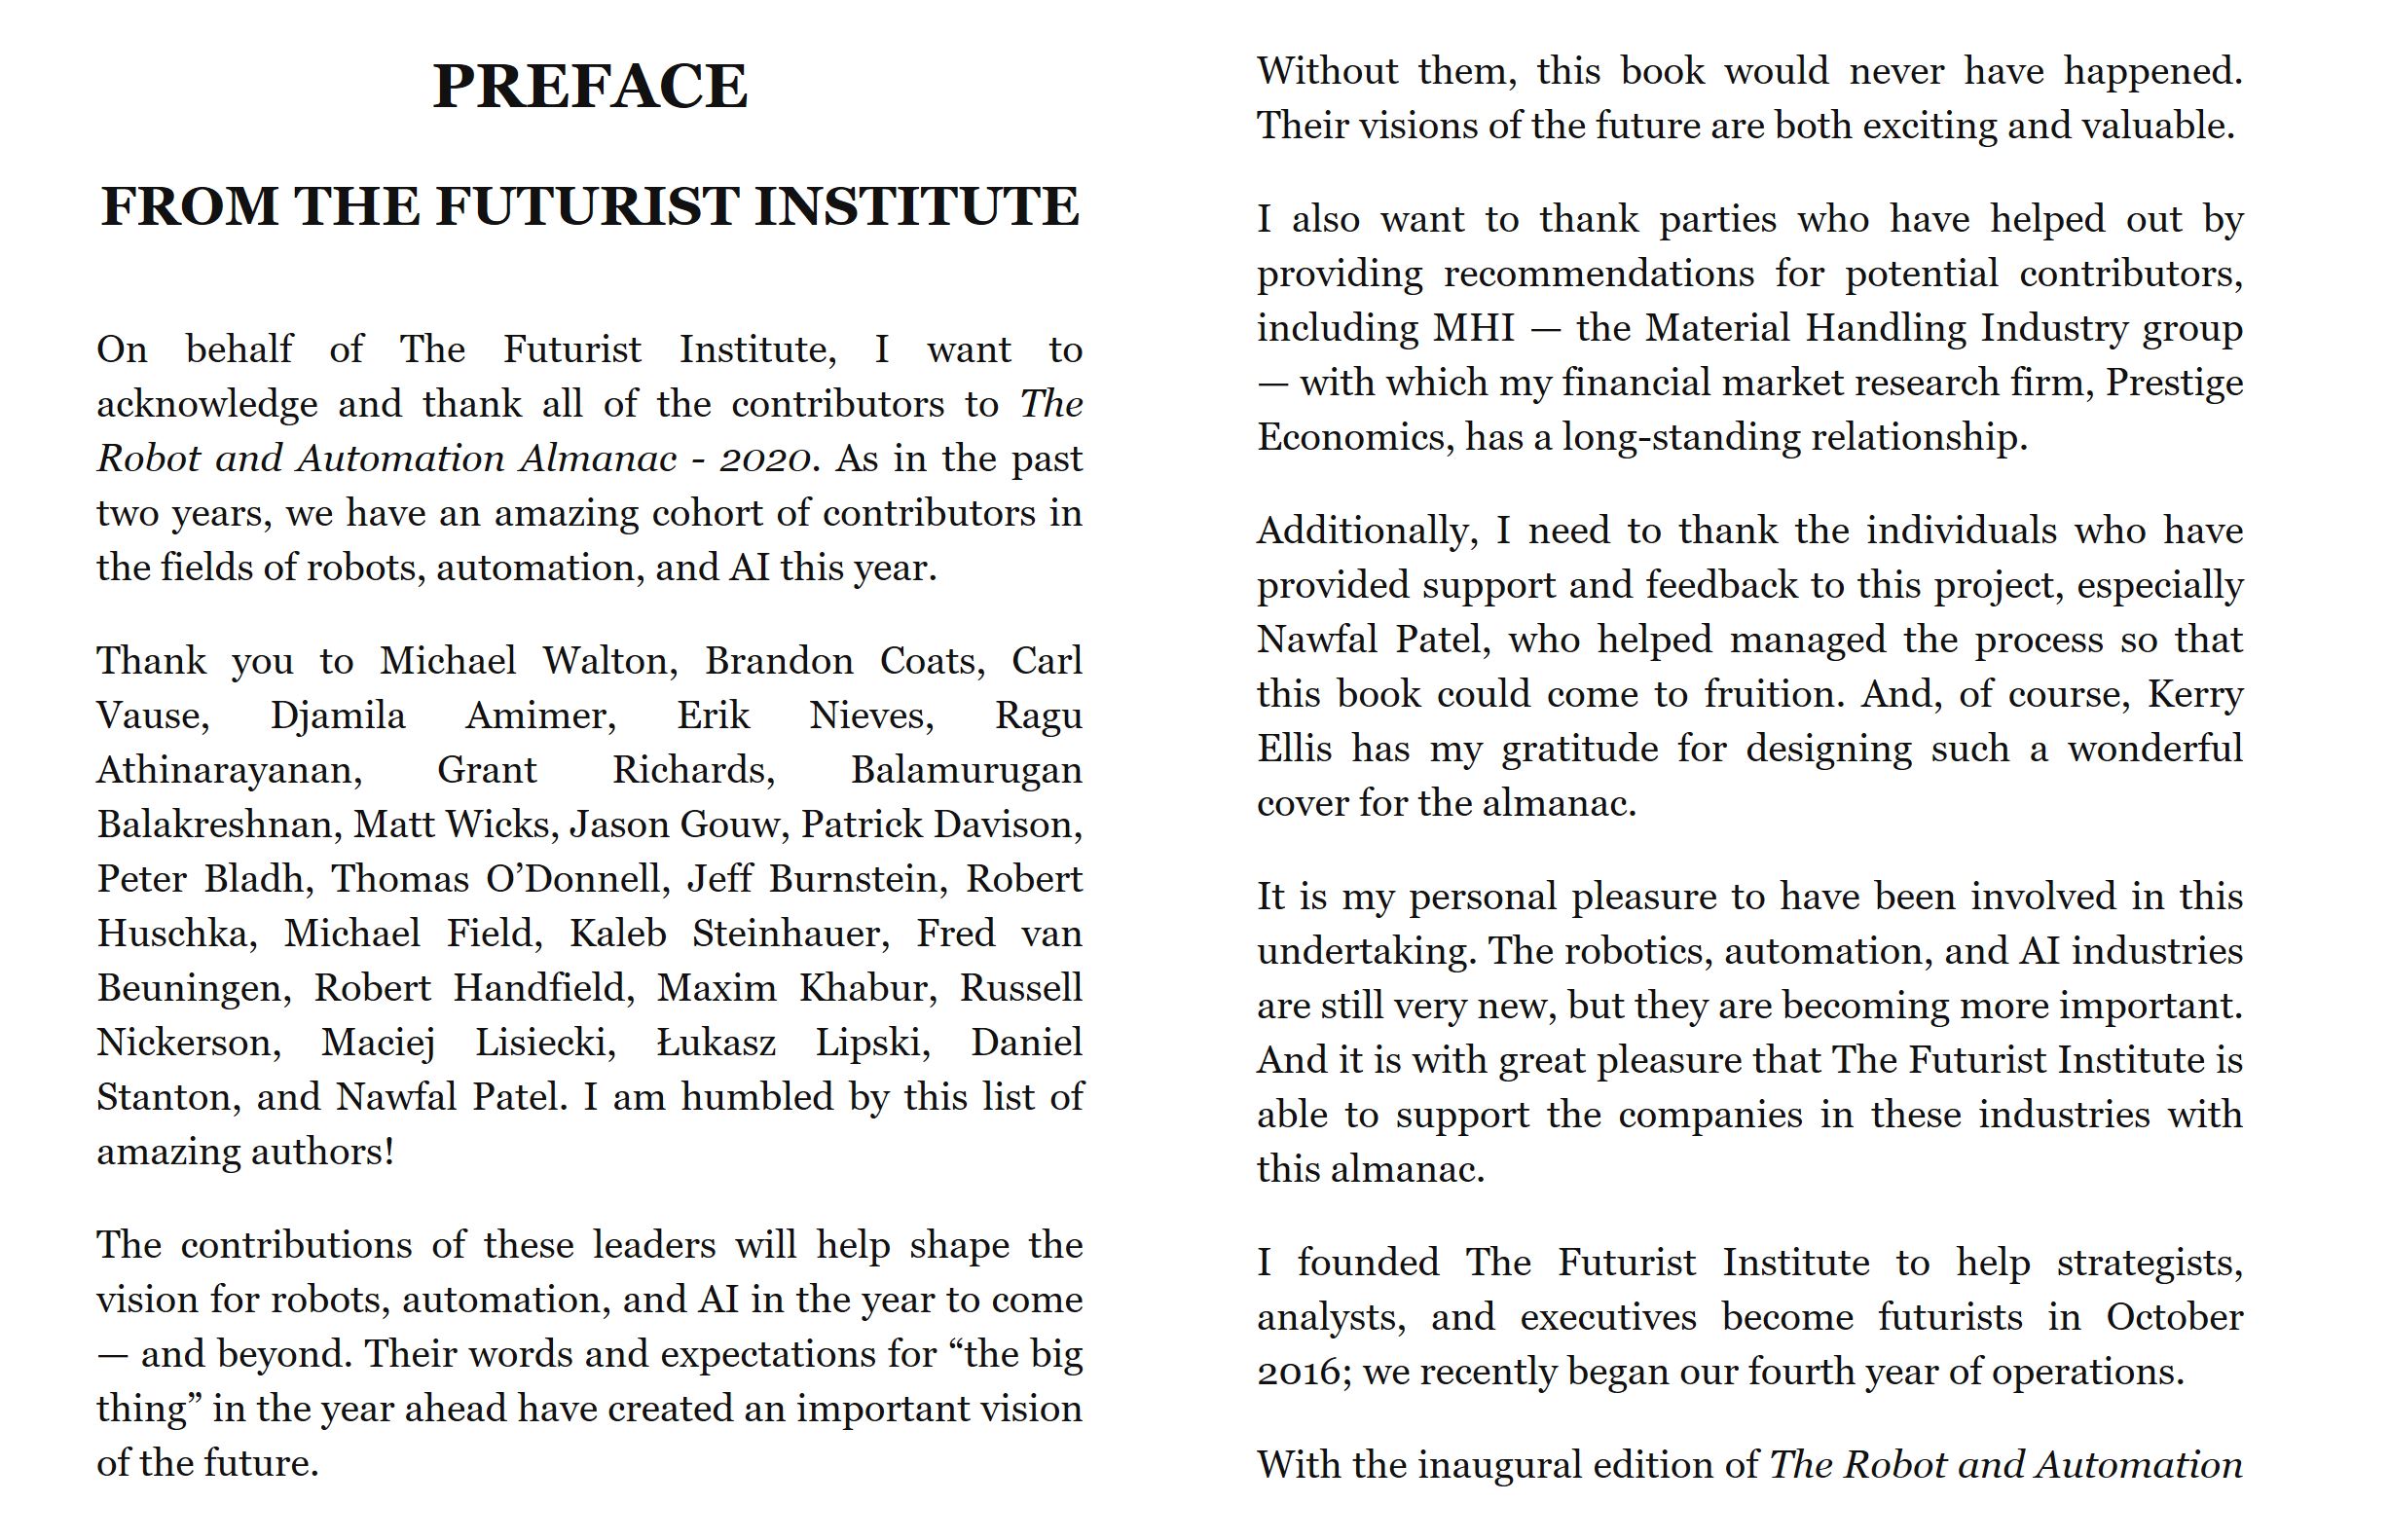 PREFACE
FROM THE FUTURIST INSTITUTE
On behalf of The Futurist Institute, I want to
acknowledge and thank all of the contributors to The
Robot and Automation Almanac - 2020. As in the past
two years, we have an amazing cohort of contributors in
the fields of robots, automation, and AI this year.
Thank you to Michael Walton, Brandon Coats, Carl
Vause, Djamila Amimer, Erik Nieves, Ragu
Athinarayanan, Grant Richards, Balamurugan
Balakreshnan, Matt Wicks, Jason Gouw, Patrick Davison,
Peter Bladh, Thomas O’Donnell, Jeff Burnstein, Robert
Huschka, Michael Field, Kaleb Steinhauer, Fred van
Beuningen, Robert Handfield, Maxim Khabur, Russell
Nickerson, Maciej Lisiecki, Łukasz Lipski, Daniel
Stanton, and Nawfal Patel. I am humbled by this list of
amazing authors!
The contributions of these leaders will help shape the
vision for robots, automation, and AI in the year to come
— and beyond. Their words and expectations for “the big
thing” in the year ahead have created an important vision
of the future.
Without them, this book would never have happened.
Their visions of the future are both exciting and valuable.
I also want to thank parties who have helped out by
providing recommendations for potential contributors,
including MHI — the Material Handling Industry group
— with which my financial market research firm, Prestige
Economics, has a long-standing relationship.
Additionally, I need to thank the individuals who have
provided support and feedback to this project, especially
Nawfal Patel, who helped managed the process so that
this book could come to fruition. And, of course, Kerry
Ellis has my gratitude for designing such a wonderful
cover for the almanac.
It is my personal pleasure to have been involved in this
undertaking. The robotics, automation, and AI industries
are still very new, but they are becoming more important.
And it is with great pleasure that The Futurist Institute is
able to support the companies in these industries with
this almanac.
I founded The Futurist Institute to help strategists,
analysts, and executives become futurists in October
2016; we recently began our fourth year of operations.
With the inaugural edition of The Robot and Automation